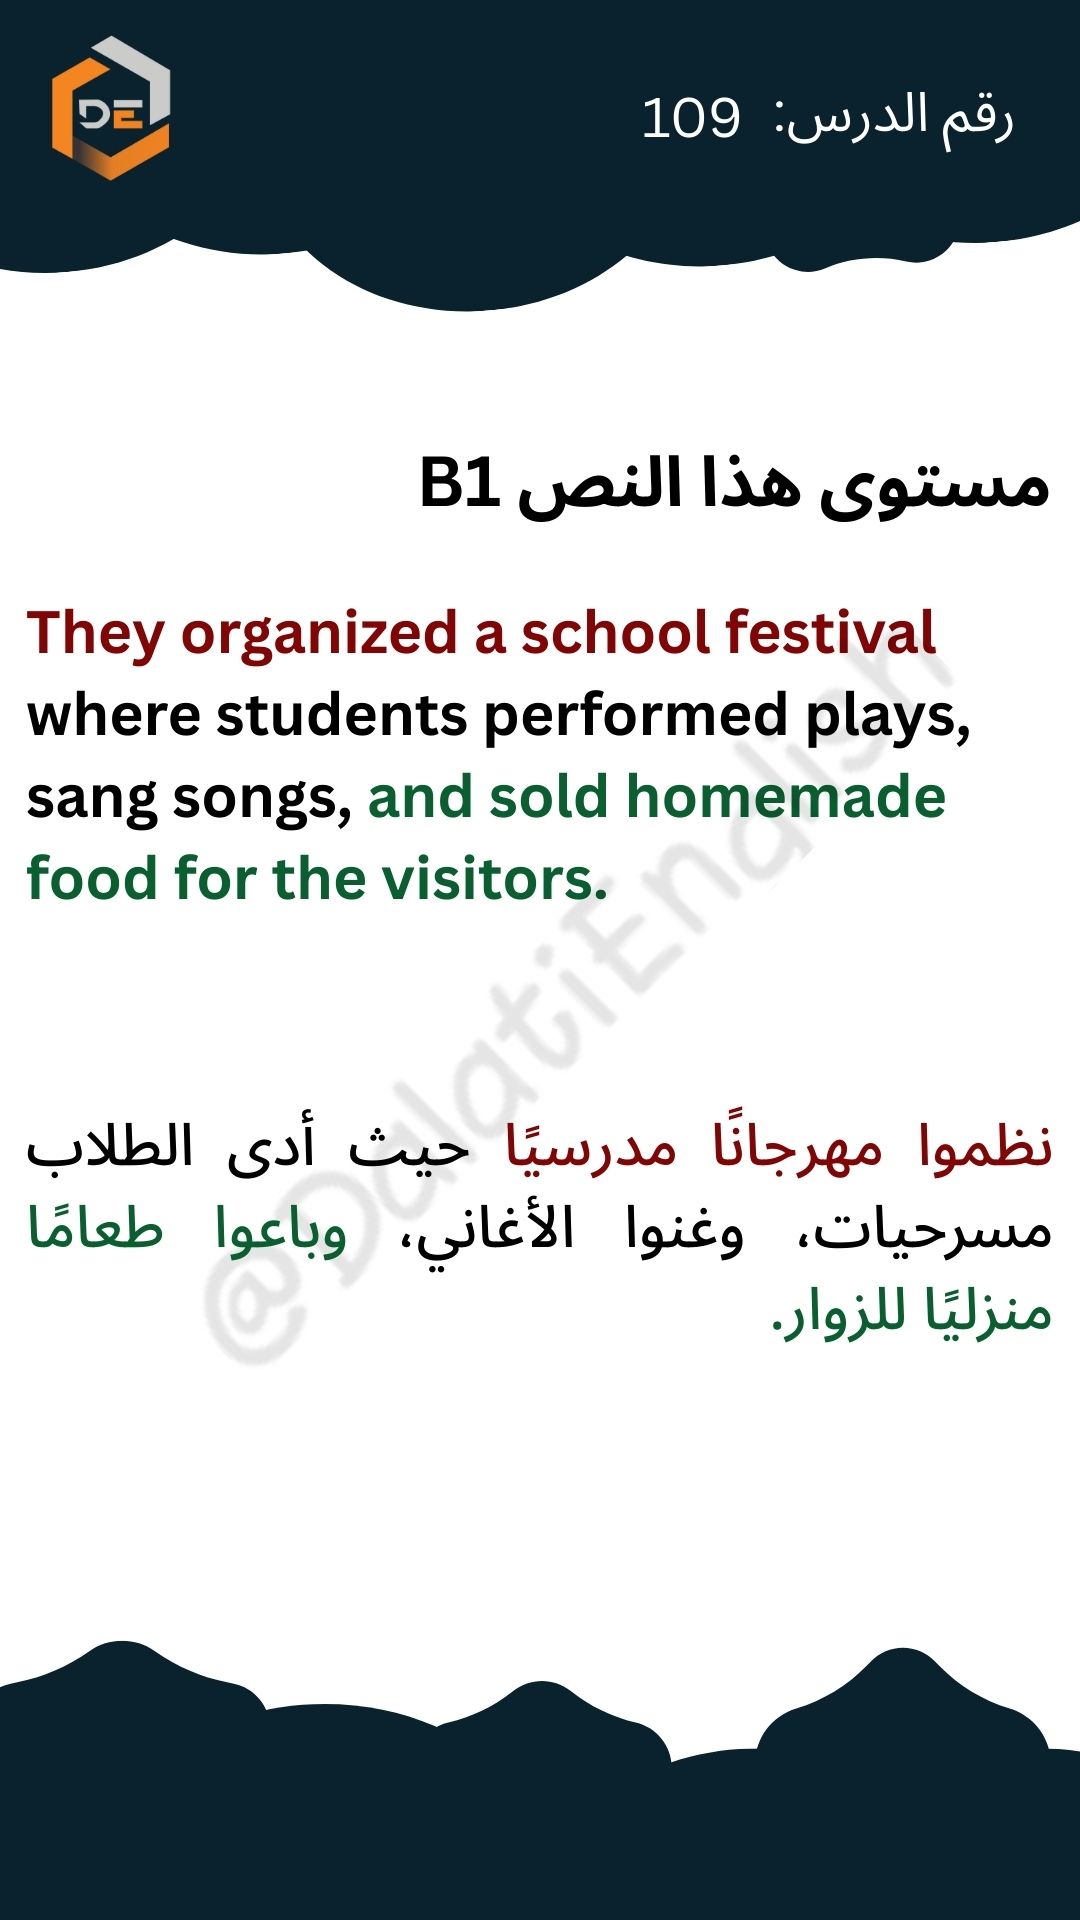 DE
رقم الدرس: 109
مستوى هذا النص B1
They organized a school festival
where students performed plays,
sang songs, and sold homemade
food for the visitors.
@DalatiEnglish
نظموا مهرجانًا مدرسيًا حيث أدى الطلاب
مسرحيات، وغنوا الأغاني، وباعوا طعامًا
منزليًا للزوار.